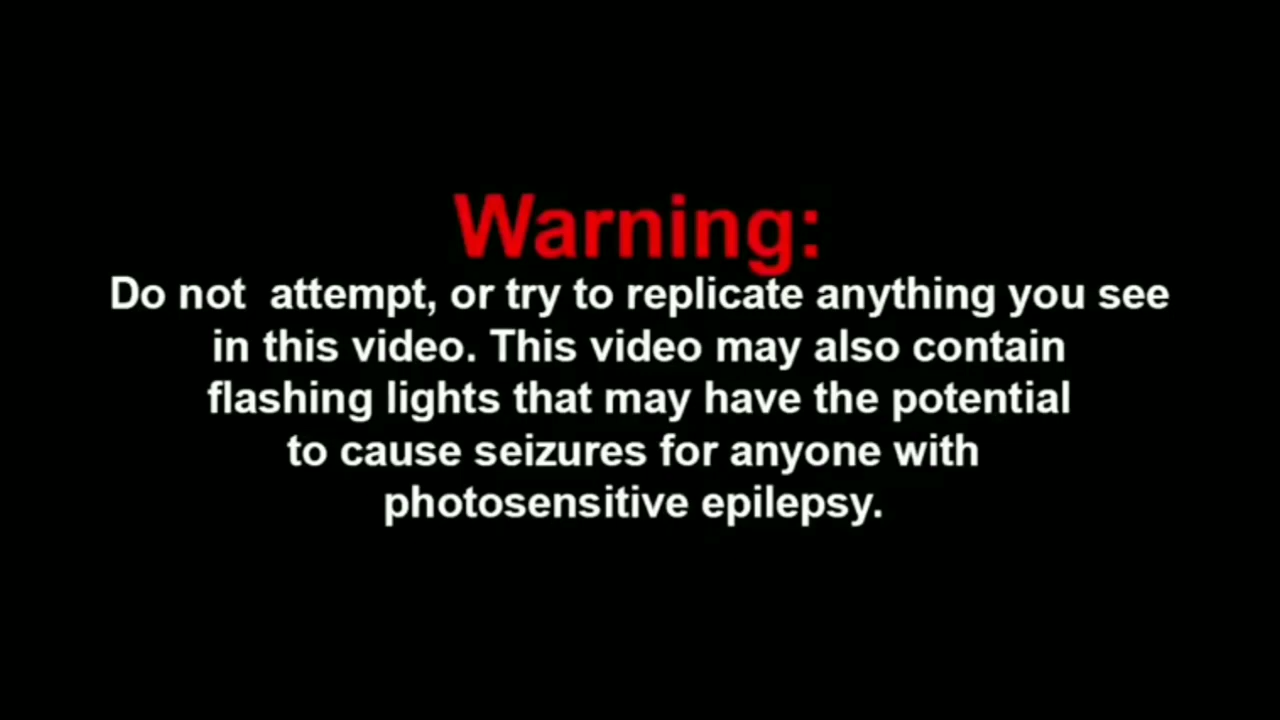 Warning:
Do not  attempt, or try to replicate anything you see
in this video. This video may also contain
flashing lights that may have the potential
to cause seizures for anyone with
photosensitive epilepsy.